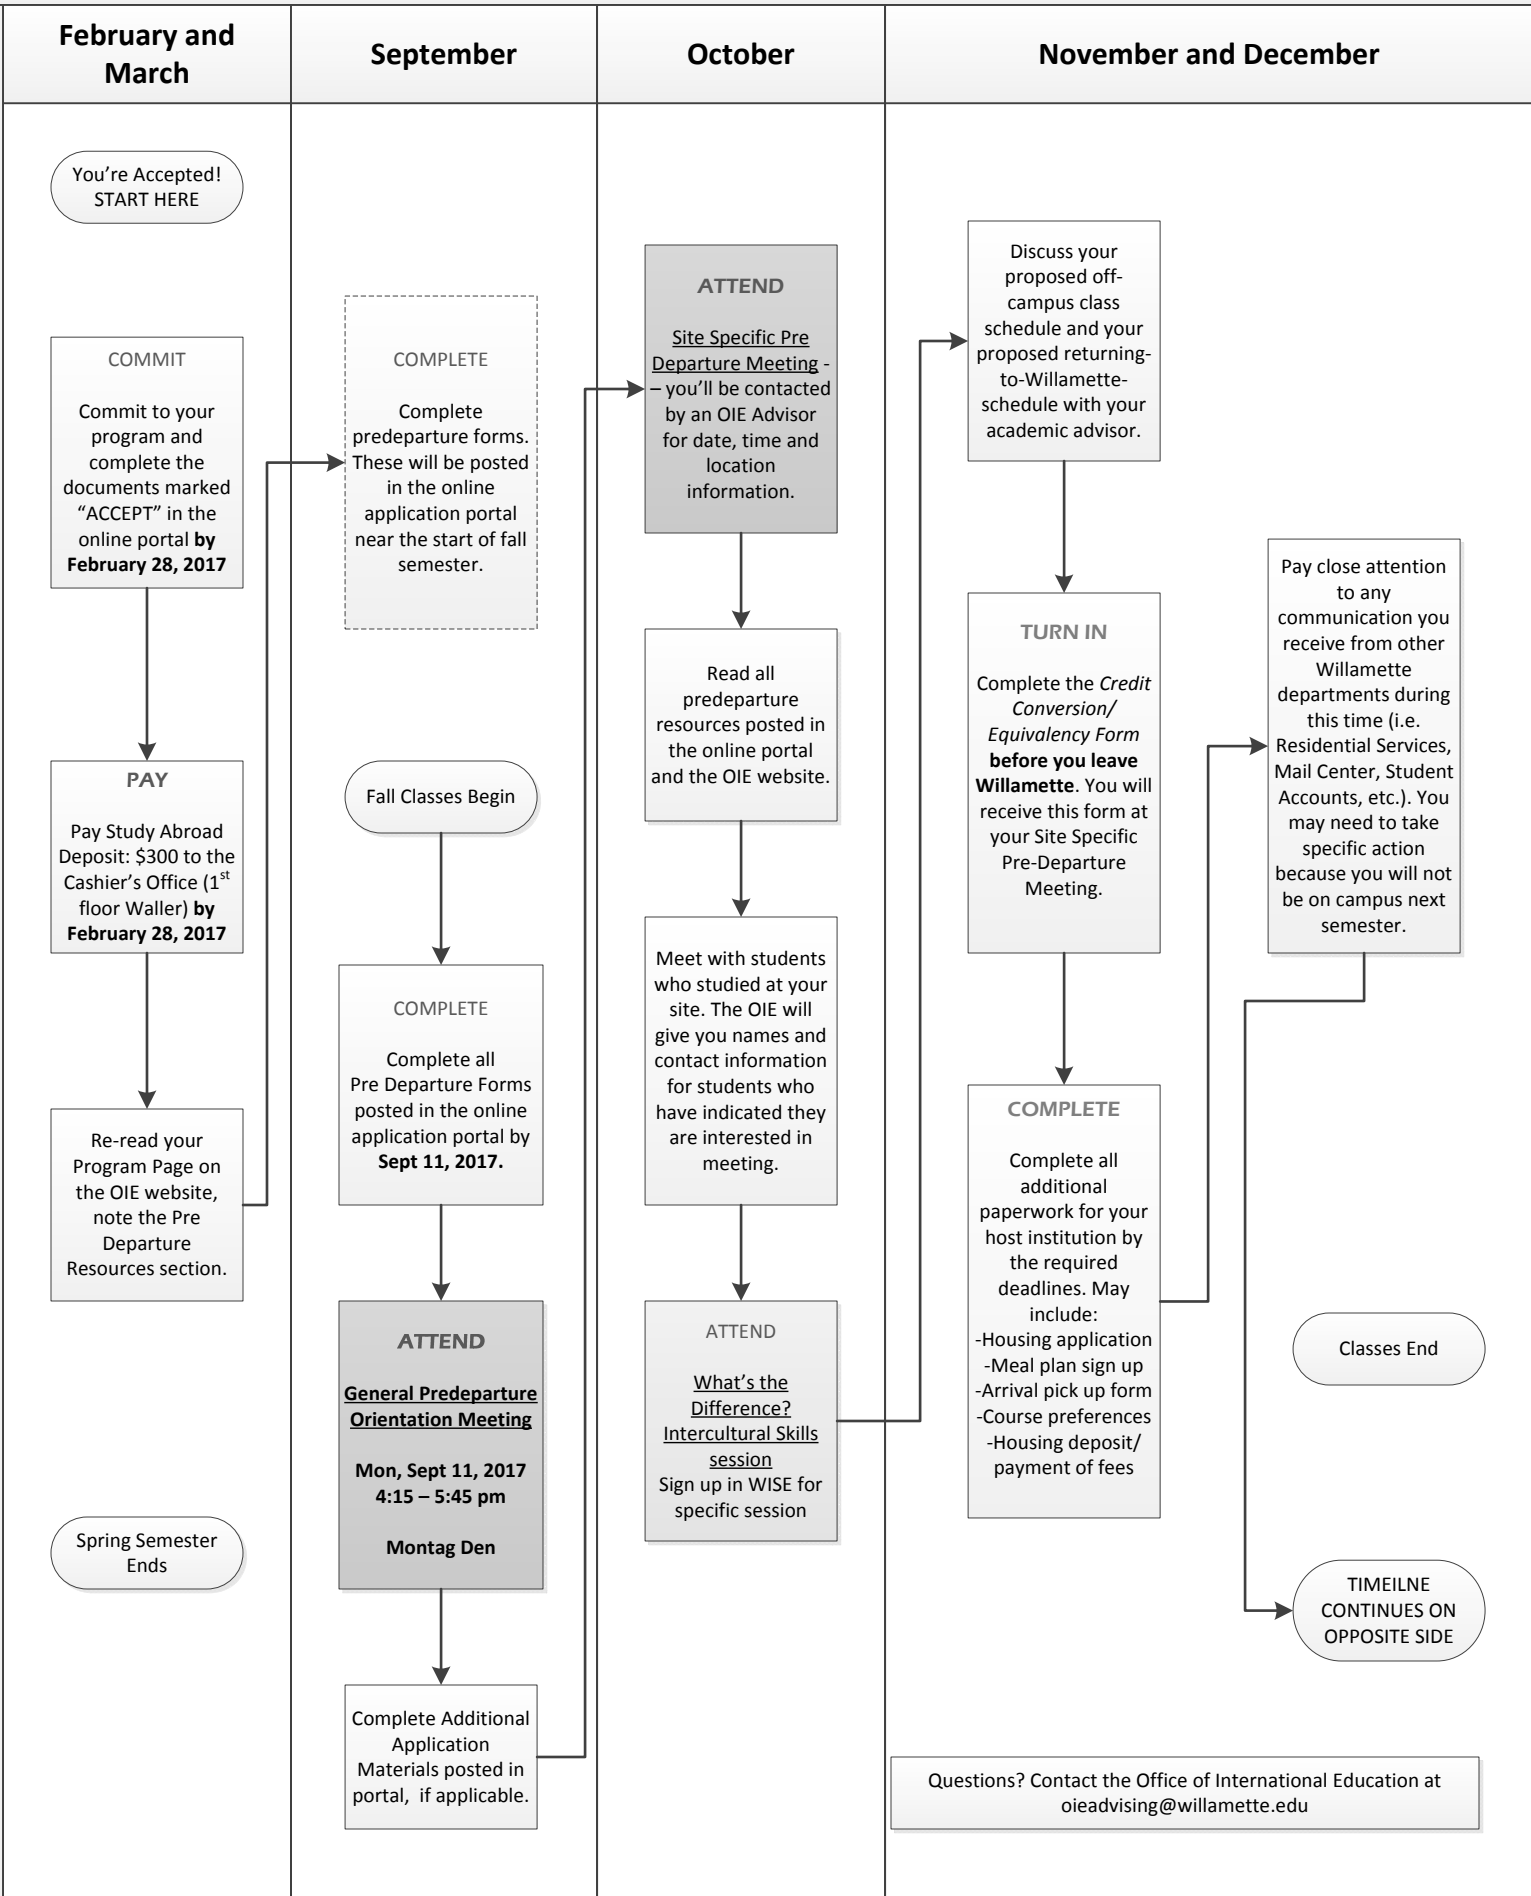 February and
March
September
October
November and December
You’re Accepted!
START HERE
COMMIT
Commit to your
program and
complete the
documents marked
“ACCEPT” in the
online portal by
February 28, 2017
PAY
Pay Study Abroad
Deposit: $300 to the
Cashier’s Office (1st
floor Waller) by
February 28, 2017
Re-read your
Program Page on
the OIE website,
note the Pre
Departure
Resources section.
Spring Semester
Ends
COMPLETE
Complete
predeparture forms.
These will be posted
in the online
application portal
near the start of fall
semester.
Fall Classes Begin
COMPLETE
Complete all
Pre Departure Forms
posted in the online
application portal by
Sept 11, 2017.
ATTEND
General Predeparture
Orientation Meeting
Mon, Sept 11, 2017
4:15 – 5:45 pm
Montag Den
Complete Additional
Application
Materials posted in
portal,  if applicable.
ATTEND
Site Specific Pre
Departure Meeting -
– you’ll be contacted
by an OIE Advisor
for date, time and
location
information.
Read all
predeparture
resources posted in
the online portal
and the OIE website.
Meet with students
who studied at your
site. The OIE will
give you names and
contact information
for students who
have indicated they
are interested in
meeting.
ATTEND
What’s the
Difference?
Intercultural Skills
session
Sign up in WISE for
specific session
Discuss your
proposed off-
campus class
schedule and your
proposed returning-
to-Willamette-
schedule with your
academic advisor.
TURN IN
Complete the Credit
Conversion/
Equivalency Form
before you leave
Willamette. You will
receive this form at
your Site Specific
Pre-Departure
Meeting.
COMPLETE
Complete all
additional
paperwork for your
host institution by
the required
deadlines. May
include:
-Housing application
-Meal plan sign up
-Arrival pick up form
-Course preferences
-Housing deposit/
payment of fees
Pay close attention
to any
communication you
receive from other
Willamette
departments during
this time (i.e.
Residential Services,
Mail Center, Student
Accounts, etc.). You
may need to take
specific action
because you will not
be on campus next
semester.
Classes End
TIMEILNE
CONTINUES ON
OPPOSITE SIDE
Questions? Contact the Office of International Education at
oieadvising@willamette.edu